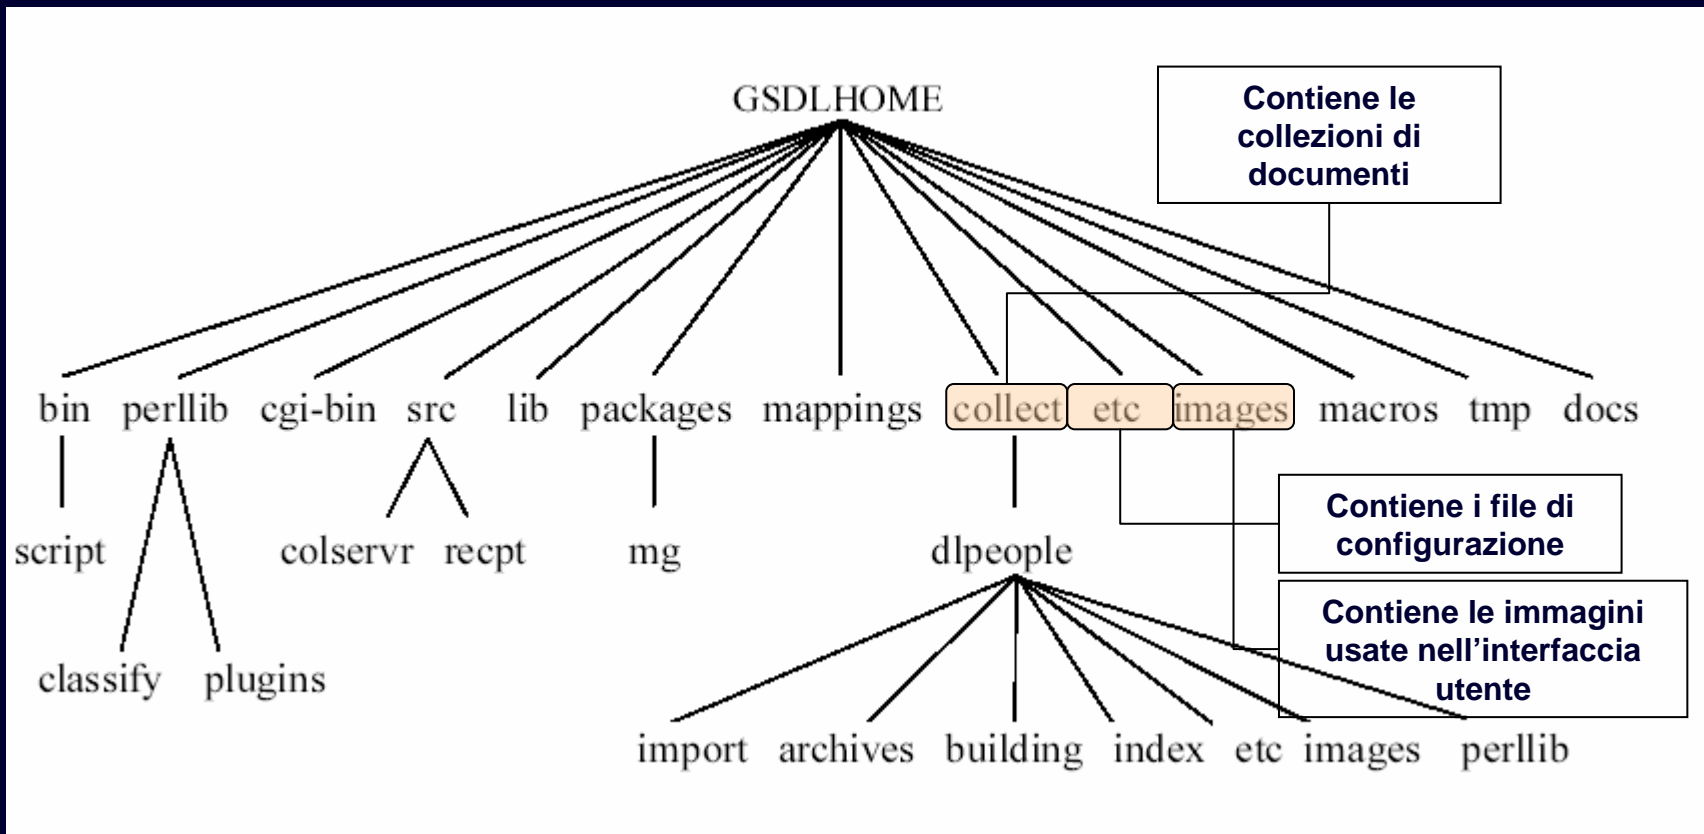 GSDLHOME
Contiene le
collezioni di
documenti
bin perllib cgi-bin src lib packages mappings collect etc images macros tmp docs
Contiene i file di
configurazione
script colservr recpt mg dlpeople
Contiene le immagini
usate nell’interfaccia
utente
classify plugins
import archives building index etc images perllib